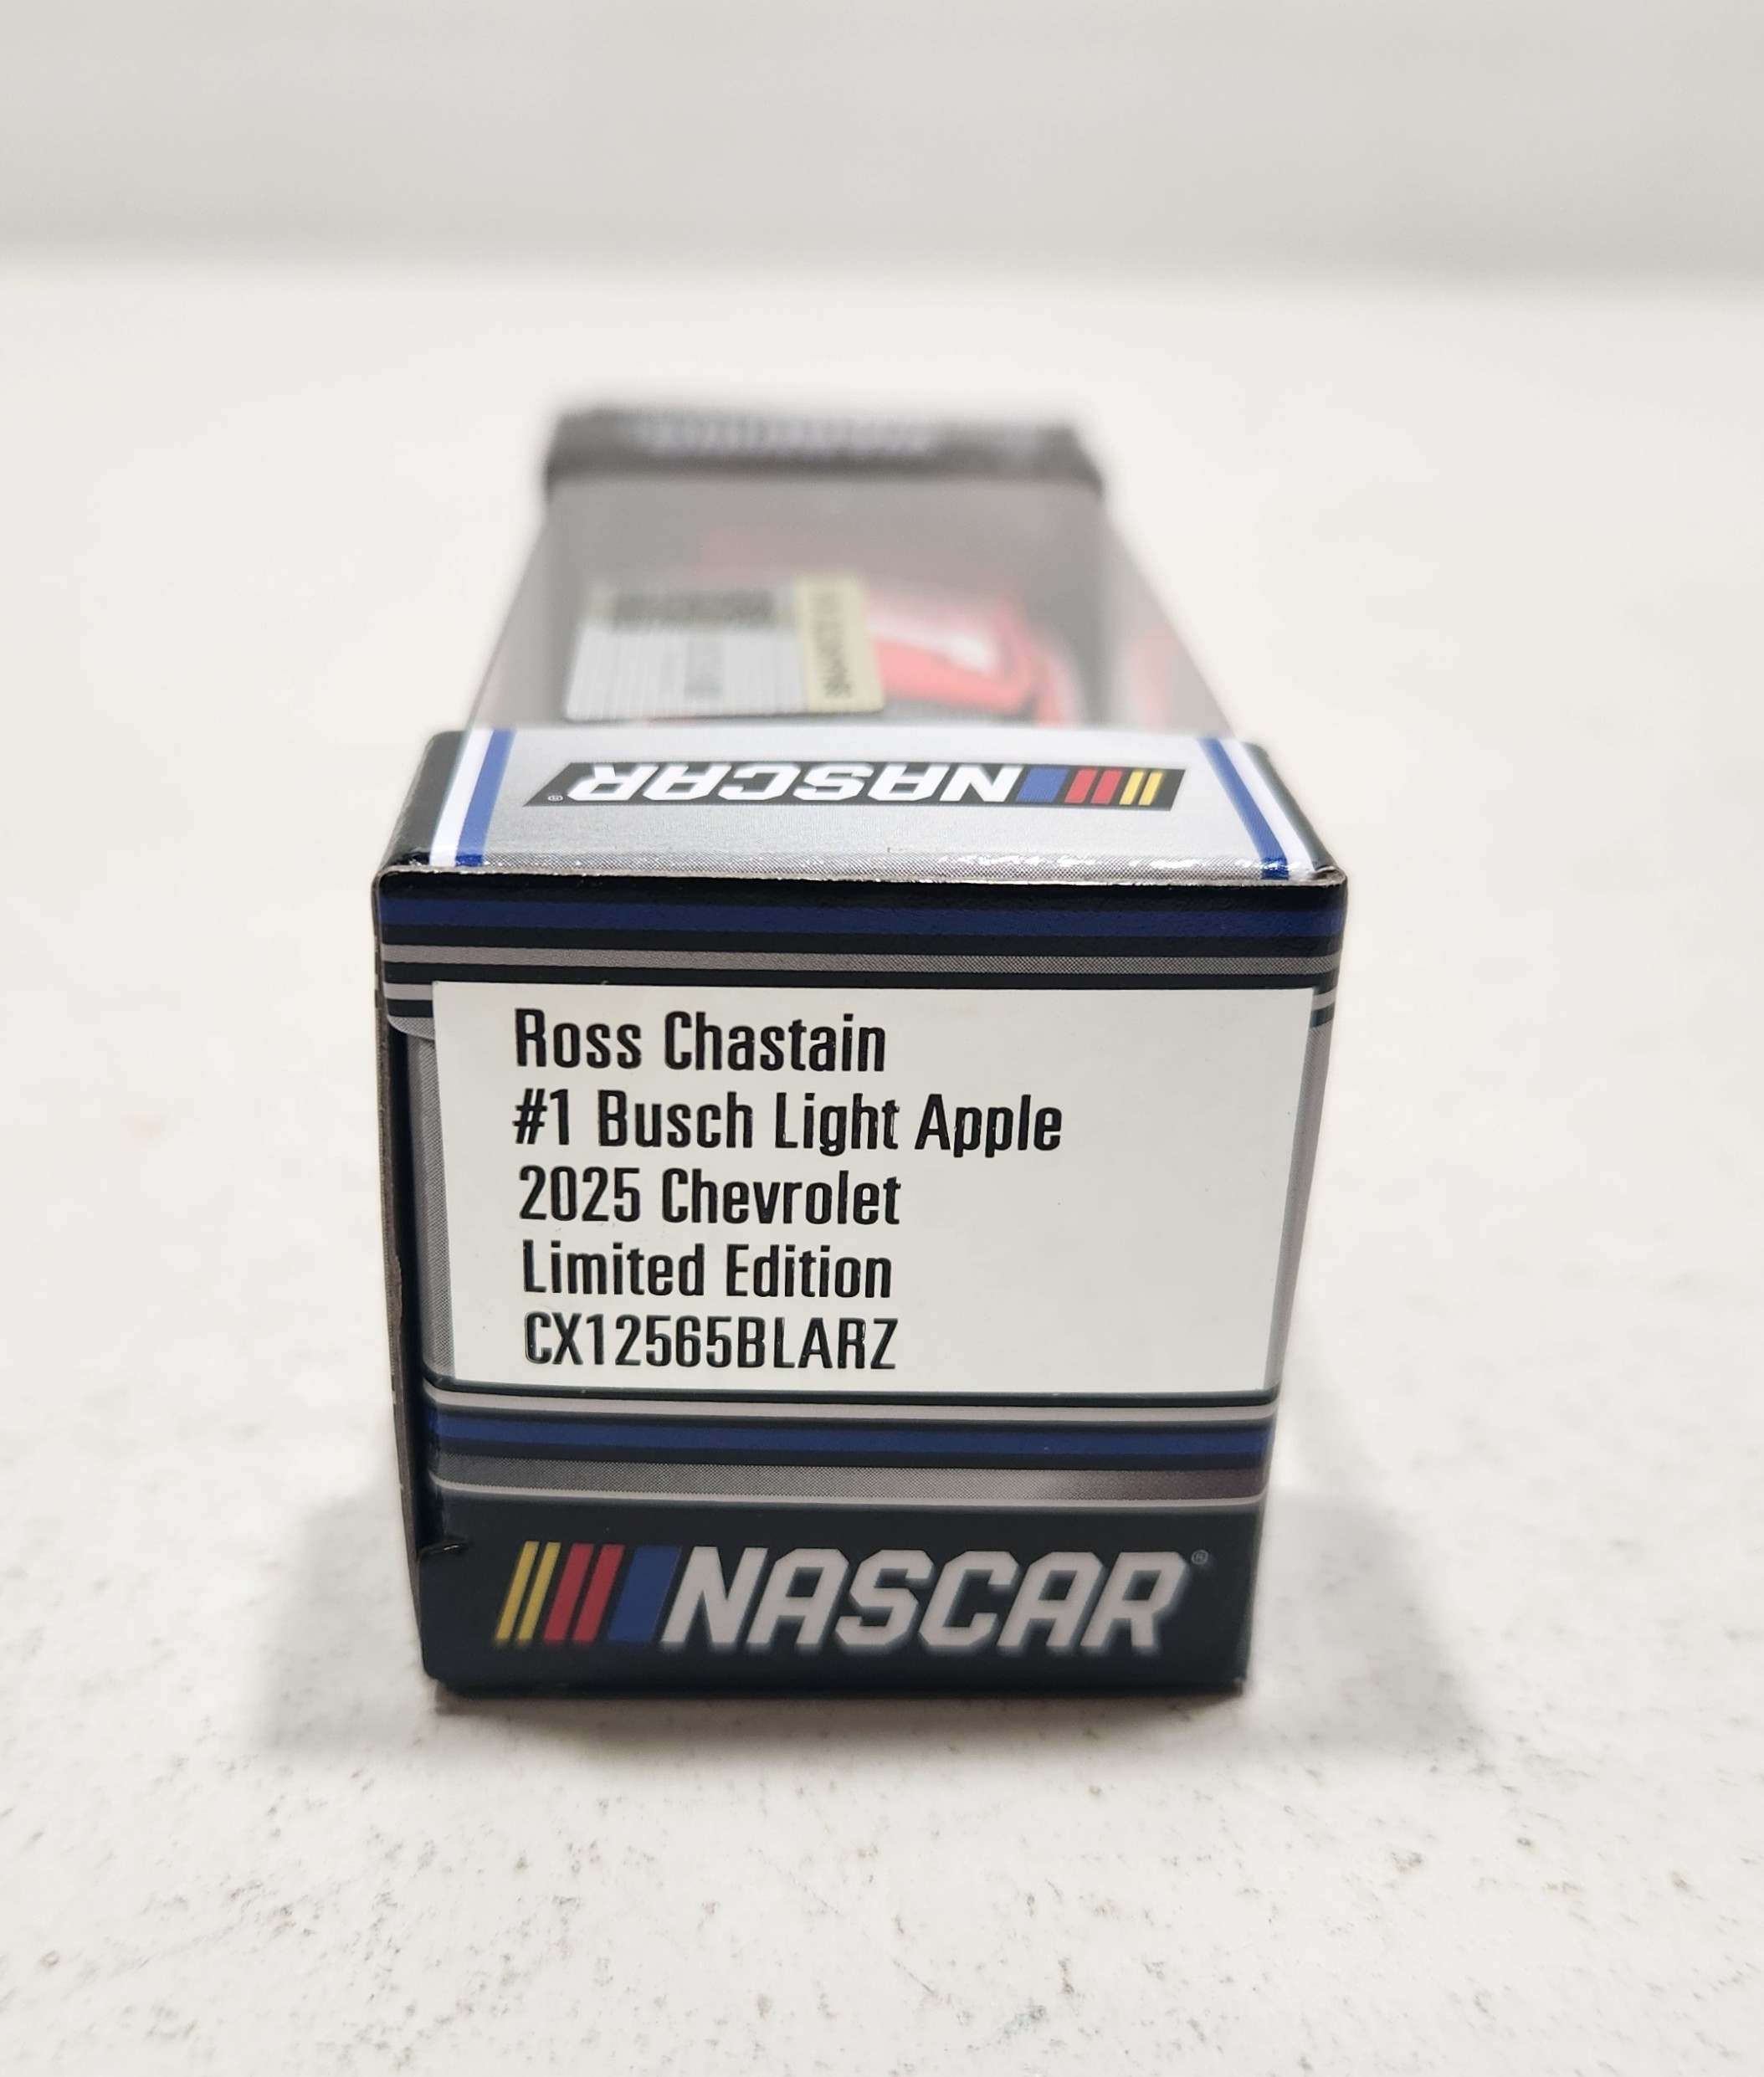 NASCAR
Ross Chastain
#1 Busch Light Apple
2025 Chevrolet
Limited Edition
CX12565BLARZ
NASCAR